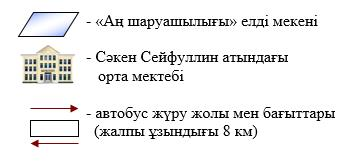 - «Аң шаруашылығы» елді мекені
- Сәкен Сейфуллин атындағы
орта мектебі
- автобус жүру жолы мен бағыттары
(жалпы ұзындығы 8 км)